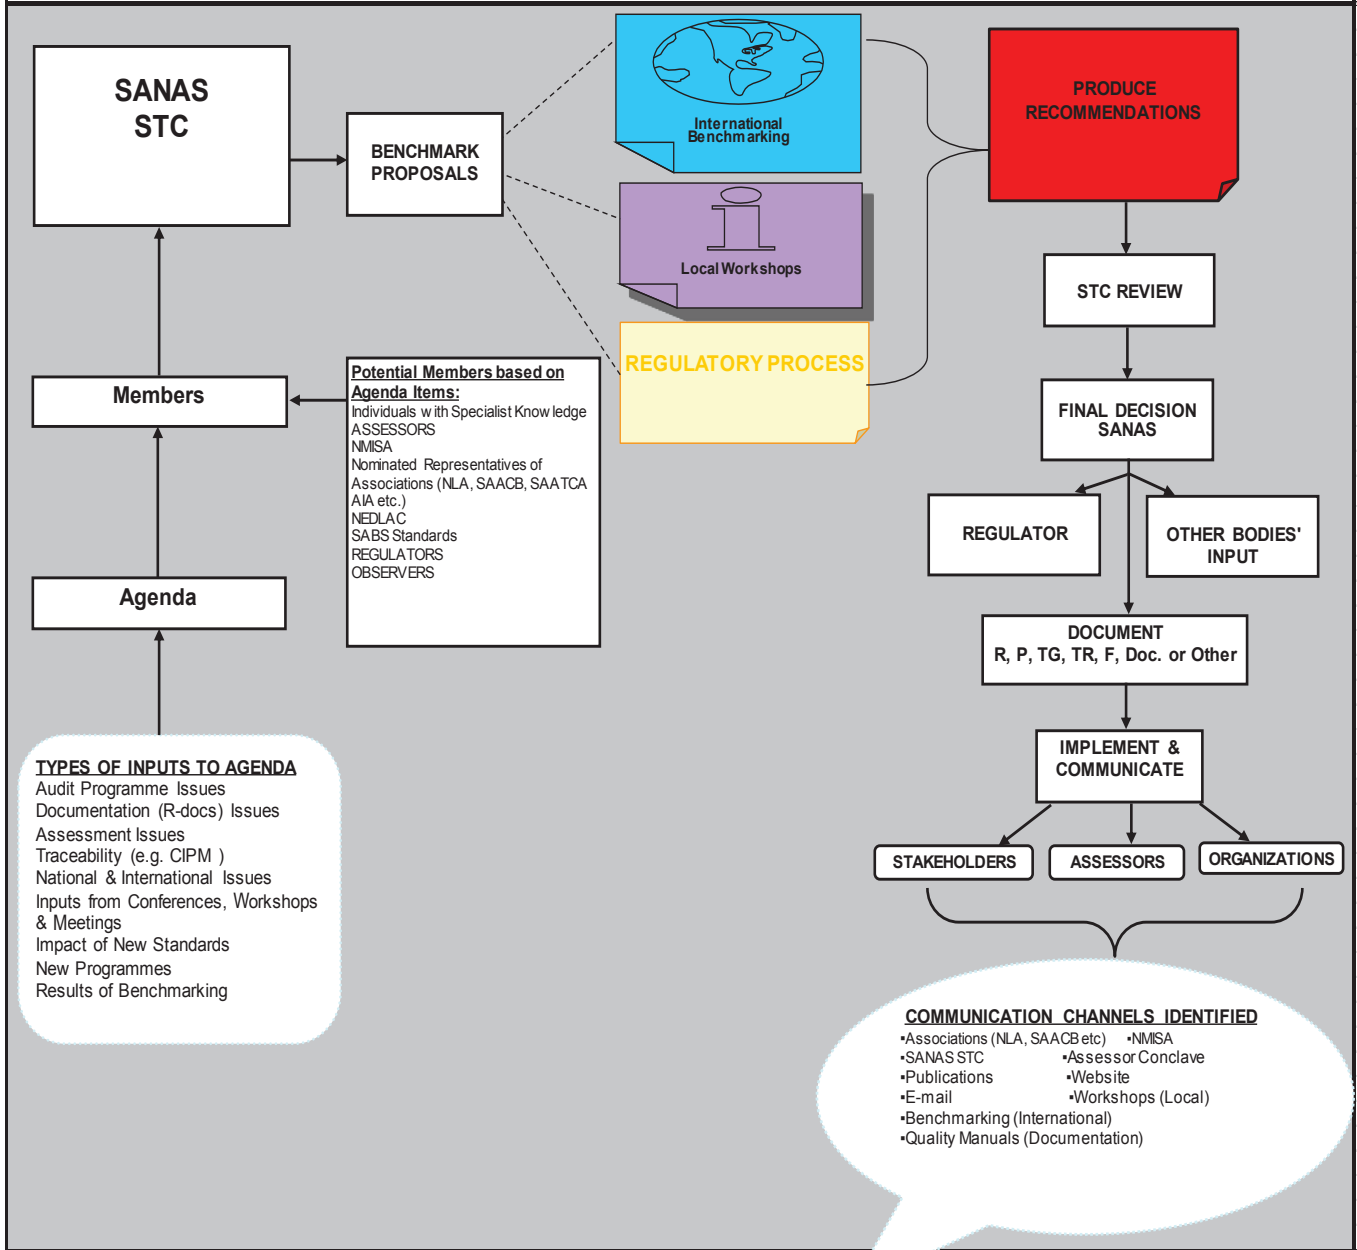 SANAS
STC
BENCHMARK
PROPOSALS
International
Benchmarking
Local Workshops
REGULATORY PROCESS
PRODUCE
RECOMMENDATIONS
STC REVIEW
FINAL DECISION
SANAS
REGULATOR
OTHER BODIES'
INPUT
DOCUMENT
R, P, TG, TR, F, Doc. or Other
IMPLEMENT &
COMMUNICATE
STAKEHOLDERS
ASSESSORS
ORGANIZATIONS
Members
Potential Members based on
Agenda Items:
Individuals with Specialist Knowledge
ASSESSORS
NMISA
Nominated Representatives of
Associations (NLA, SAACB, SAATCA
AIA etc.)
NEDLAC
SABS Standards
REGULATORS
OBSERVERS
Agenda
TYPES OF INPUTS TO AGENDA
Audit Programme Issues
Documentation (R-docs) Issues
Assessment Issues
Traceability (e.g. CIPM )
National & International Issues
Inputs from Conferences, Workshops
& Meetings
Impact of New Standards
New Programmes
Results of Benchmarking
COMMUNICATION CHANNELS IDENTIFIED
▪Associations (NLA, SAACB etc) ▪NMISA
▪SANAS STC ▪Assessor Conclave
▪Publications ▪Website
▪E-mail ▪Workshops (Local)
▪Benchmarking (International)
▪Quality Manuals (Documentation)